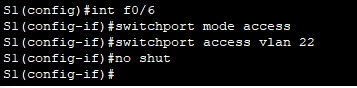 S1(config)#int f0/6
S1(config-if)#switchport mode access
S1(config-if)#switchport access vlan 22
S1(config-if)#no shut
S1(config-if)#